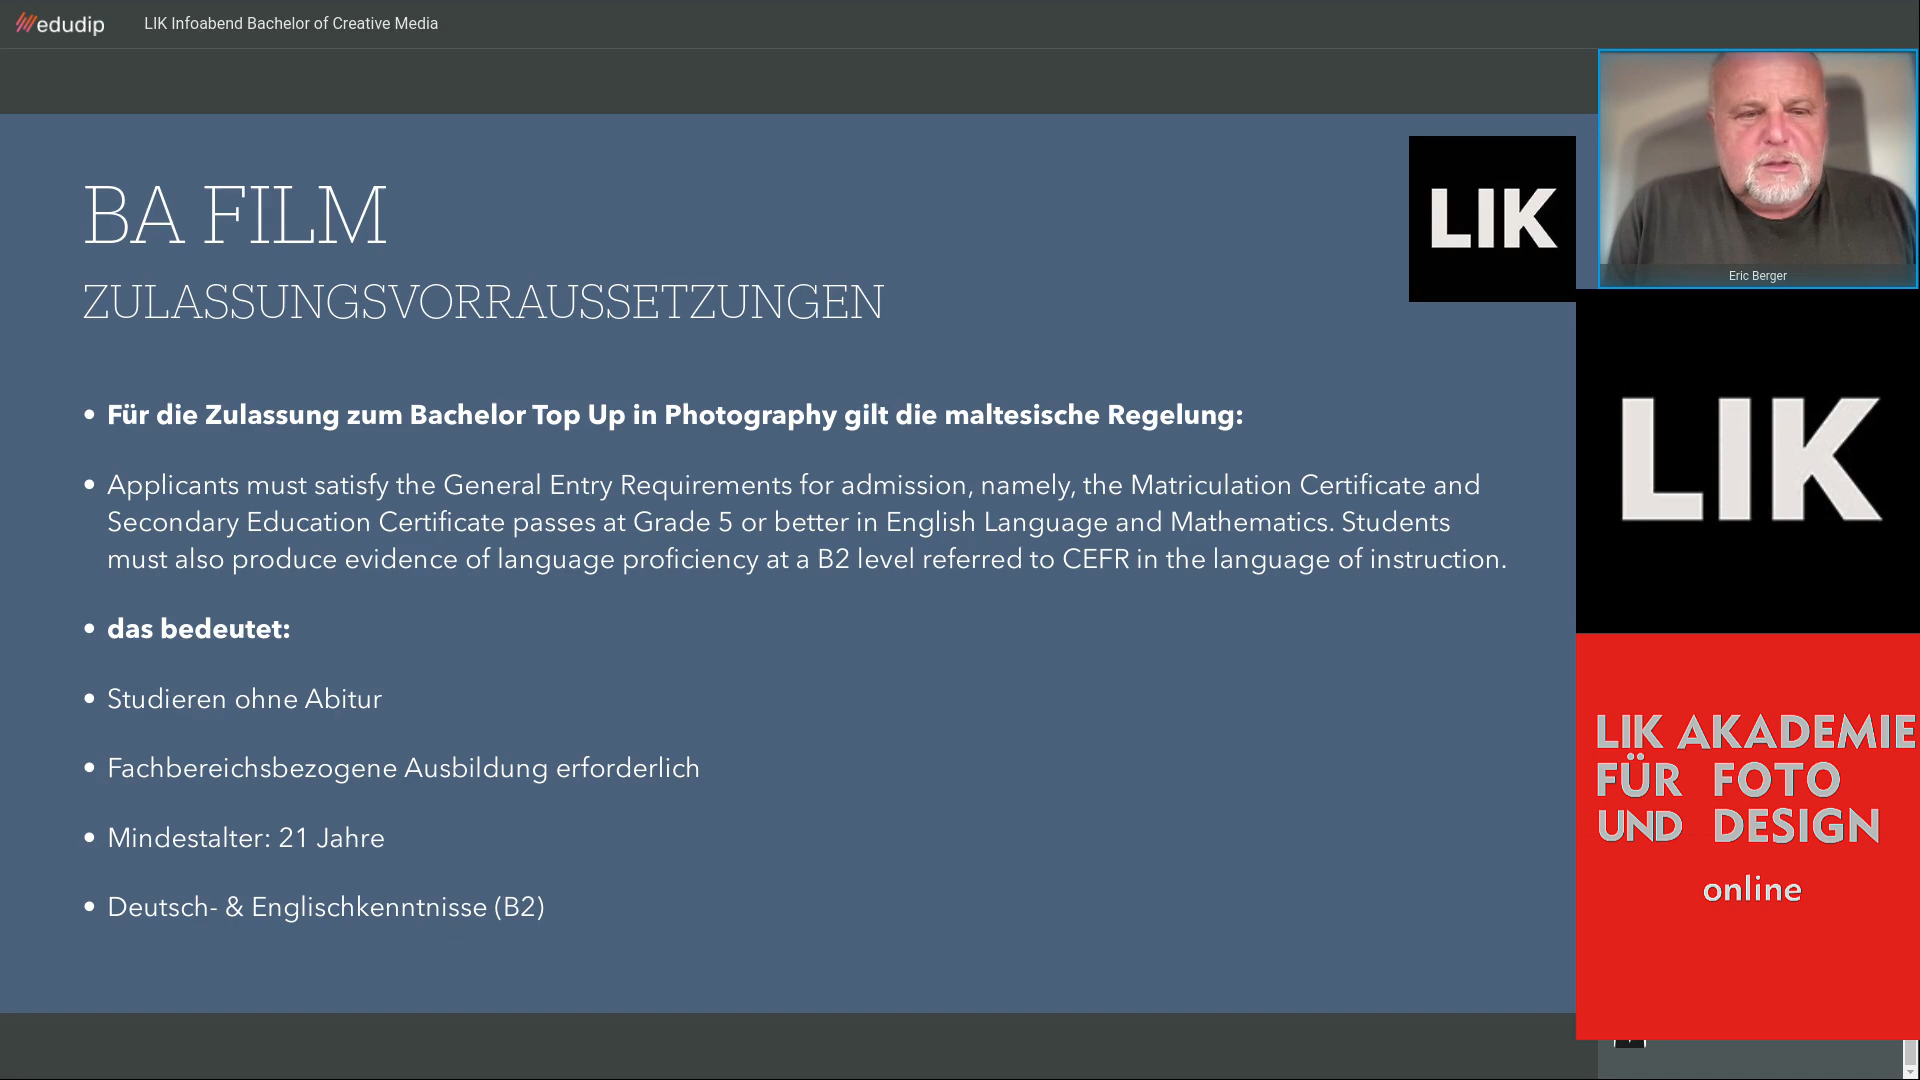 edudip
LIK Infoabend Bachelor of Creative Media
BA FILM
ZULASSUNGSVORRAUSSETZUNGEN
• Für die Zulassung zum Bachelor Top Up in Photography gilt die maltesische Regelung:
• Applicants must satisfy the General Entry Requirements for admission, namely, the Matriculation Certificate and
Secondary Education Certificate passes at Grade 5 or better in English Language and Mathematics. Students
must also produce evidence of language proficiency at a B2 level referred to CEFR in the language of instruction.
• das bedeutet:
• Studieren ohne Abitur
• Fachbereichsbezogene Ausbildung erforderlich
• Mindestalter: 21 Jahre
• Deutsch- & Englischkenntnisse (B2)
LIK
Eric Berger
LIK
LIK AKADEMIE
FÜR FOTO
UND DESIGN
online